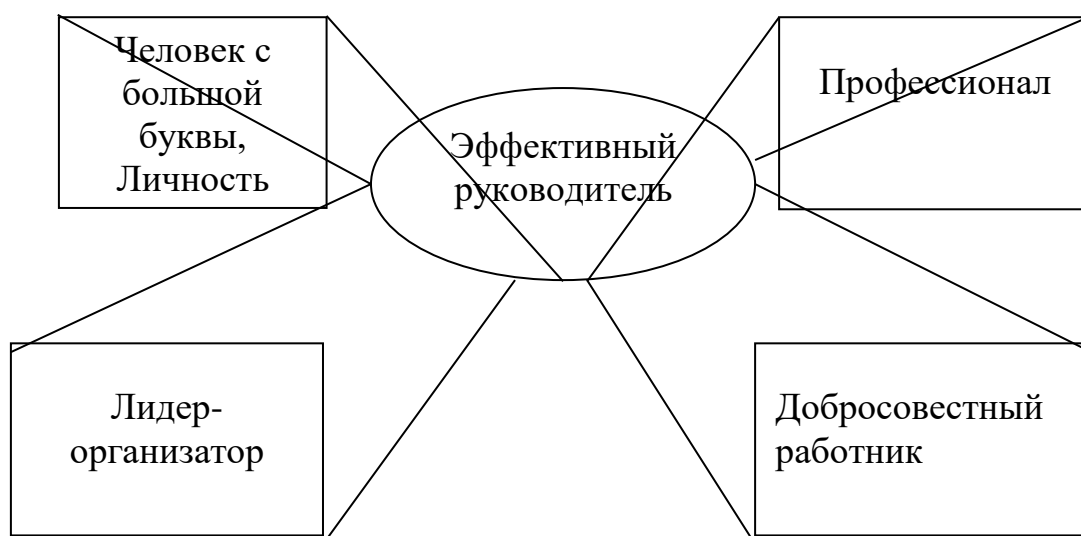 Человек с
большой
буквы,
Личность
Эффективный
руководитель
Профессионал
Лидер-
организатор
Добросовестный
работник